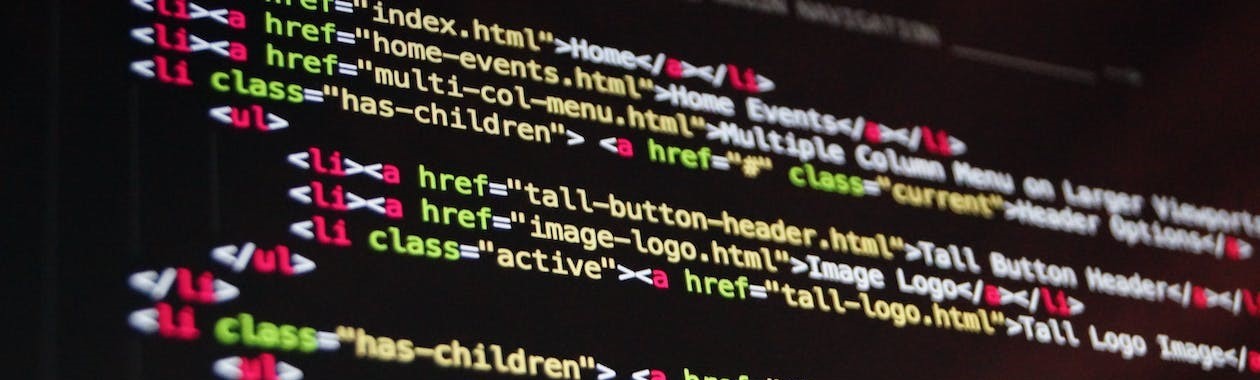 NAVIGATION
<li><a href="index.html">Home</a></li>
<li><a href="home-events.html">Home Events</a></li>
<li><a href="multi-col-menu.html">Multiple Column Menu on Larger Viewport
<li class="has-children"> <a href="#" class="current">Header Options</a>
<ul>
<li><a href="tall-button-header.html">Tall Button Header</a></l
<li><a href="image-logo.html">Image Logo</a></li>
<li class="active"><a href="tall-logo.html">Tall Logo Image</a
</ul>
</li>
<li class="has-children"> <a href=
<ul>